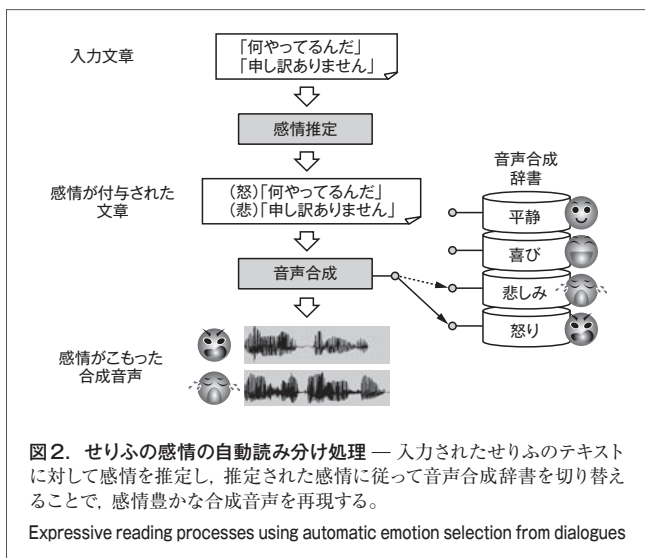 入力文章
「何やってるんだ」
「申し訳ありません」
感情推定
感情が付与された
文章
(怒)「何やってるんだ」
(悲)「申し訳ありません」
音声合成
音声合成
辞書
平静
喜び
悲しみ
怒り
感情がこもった
合成音声
図2. せりふの感情の自動読み分け処理 — 入力されたせりふのテキスト
に対して感情を推定し,推定された感情に従って音声合成辞書を切り替え
ることで,感情豊かな合成音声を再現する。
Expressive reading processes using automatic emotion selection from dialogues